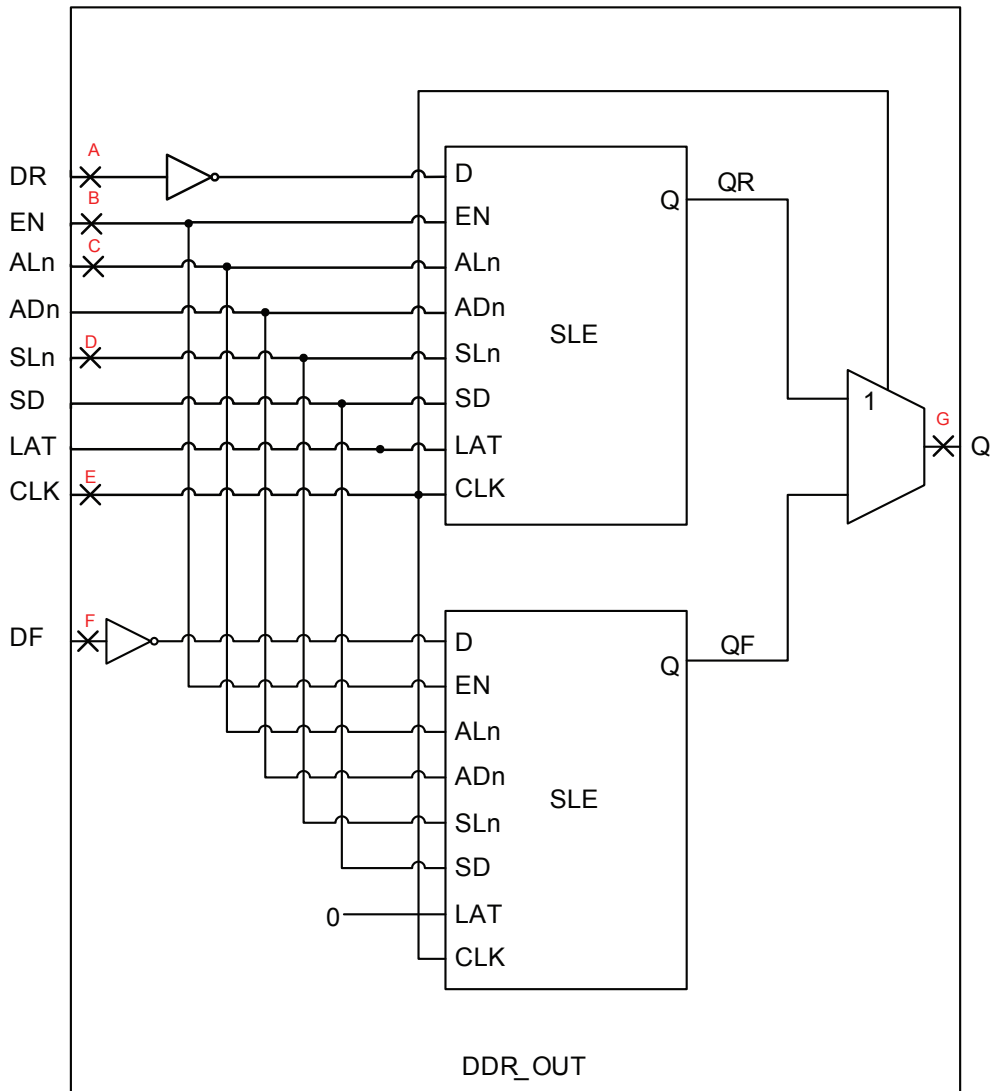 A
DR
D
QR
B
Q
EN
EN
C
ALn
ALn
ADn
ADn
SLE
D
SLn
SLn
SD
SD
1
G
LAT
LAT
Q
E
CLK
CLK
F
DF
D
QF
Q
EN
ALn
ADn
SLE
SLn
SD
0
LAT
CLK
DDR_OUT